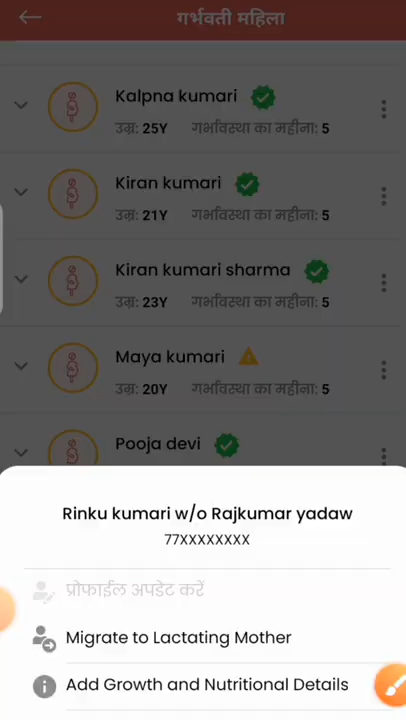 गर्भवती महिला
Kalpna kumari
उम्र: 25Y गर्भावस्था का महीना: 5
Kiran kumari
उम्र: 21Y गर्भावस्था का महीना: 5
Kiran kumari sharma
उम्र: 23Y गर्भावस्था का महीना: 5
Maya kumari
उम्र: 20Y गर्भावस्था का महीना: 5
Pooja devi
Rinku kumari w/o Rajkumar yadaw
77XXXXXXXX
प्रोफाईल अपडेट करें
Migrate to Lactating Mother
Add Growth and Nutritional Details